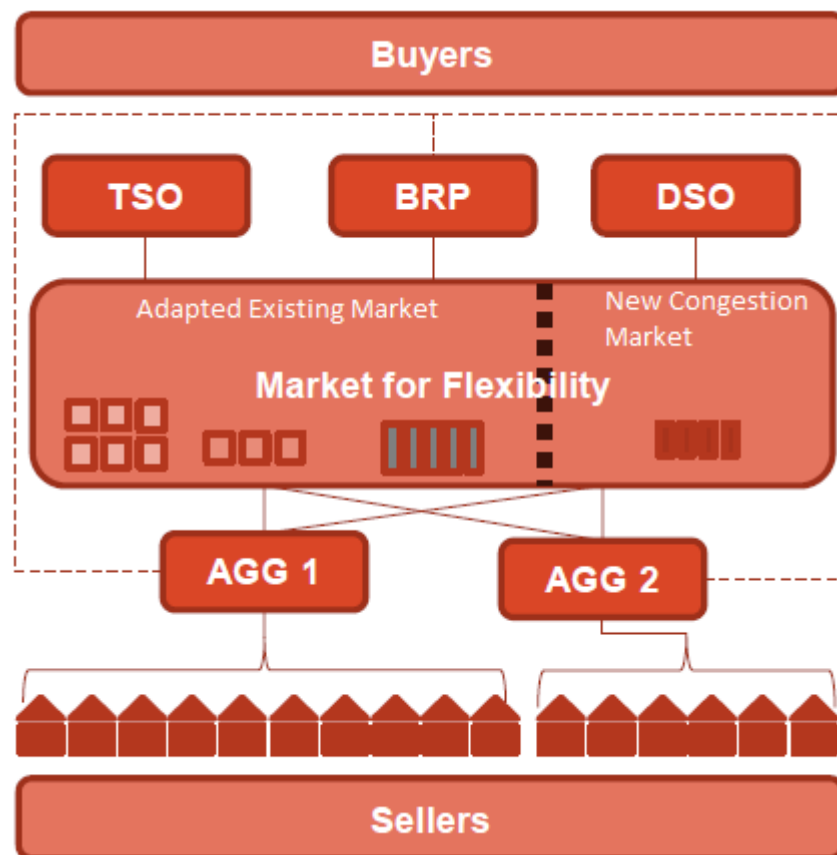 Buyers
TSO
BRP
DSO
Adapted Existing Market
New Congestion
Market
Market for Flexibility
AGG 1
AGG 2
Sellers